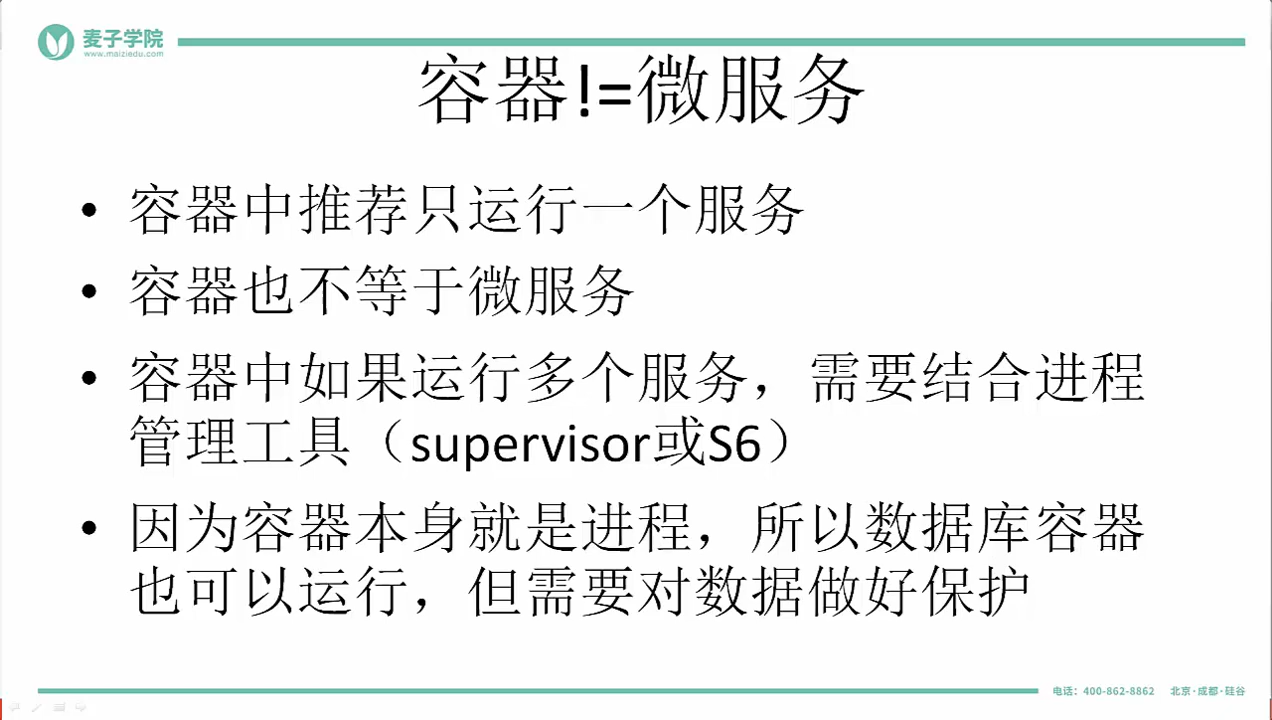 麦子学院
www.maiziedu.com
容器!=微服务
• 容器中推荐只运行一个服务
• 容器也不等于微服务
• 容器中如果运行多个服务，需要结合进程
管理工具（supervisor或S6）
• 因为容器本身就是进程，所以数据库容器
也可以运行，但需要对数据做好保护
电话：400-862-8862 北京·成都·硅谷